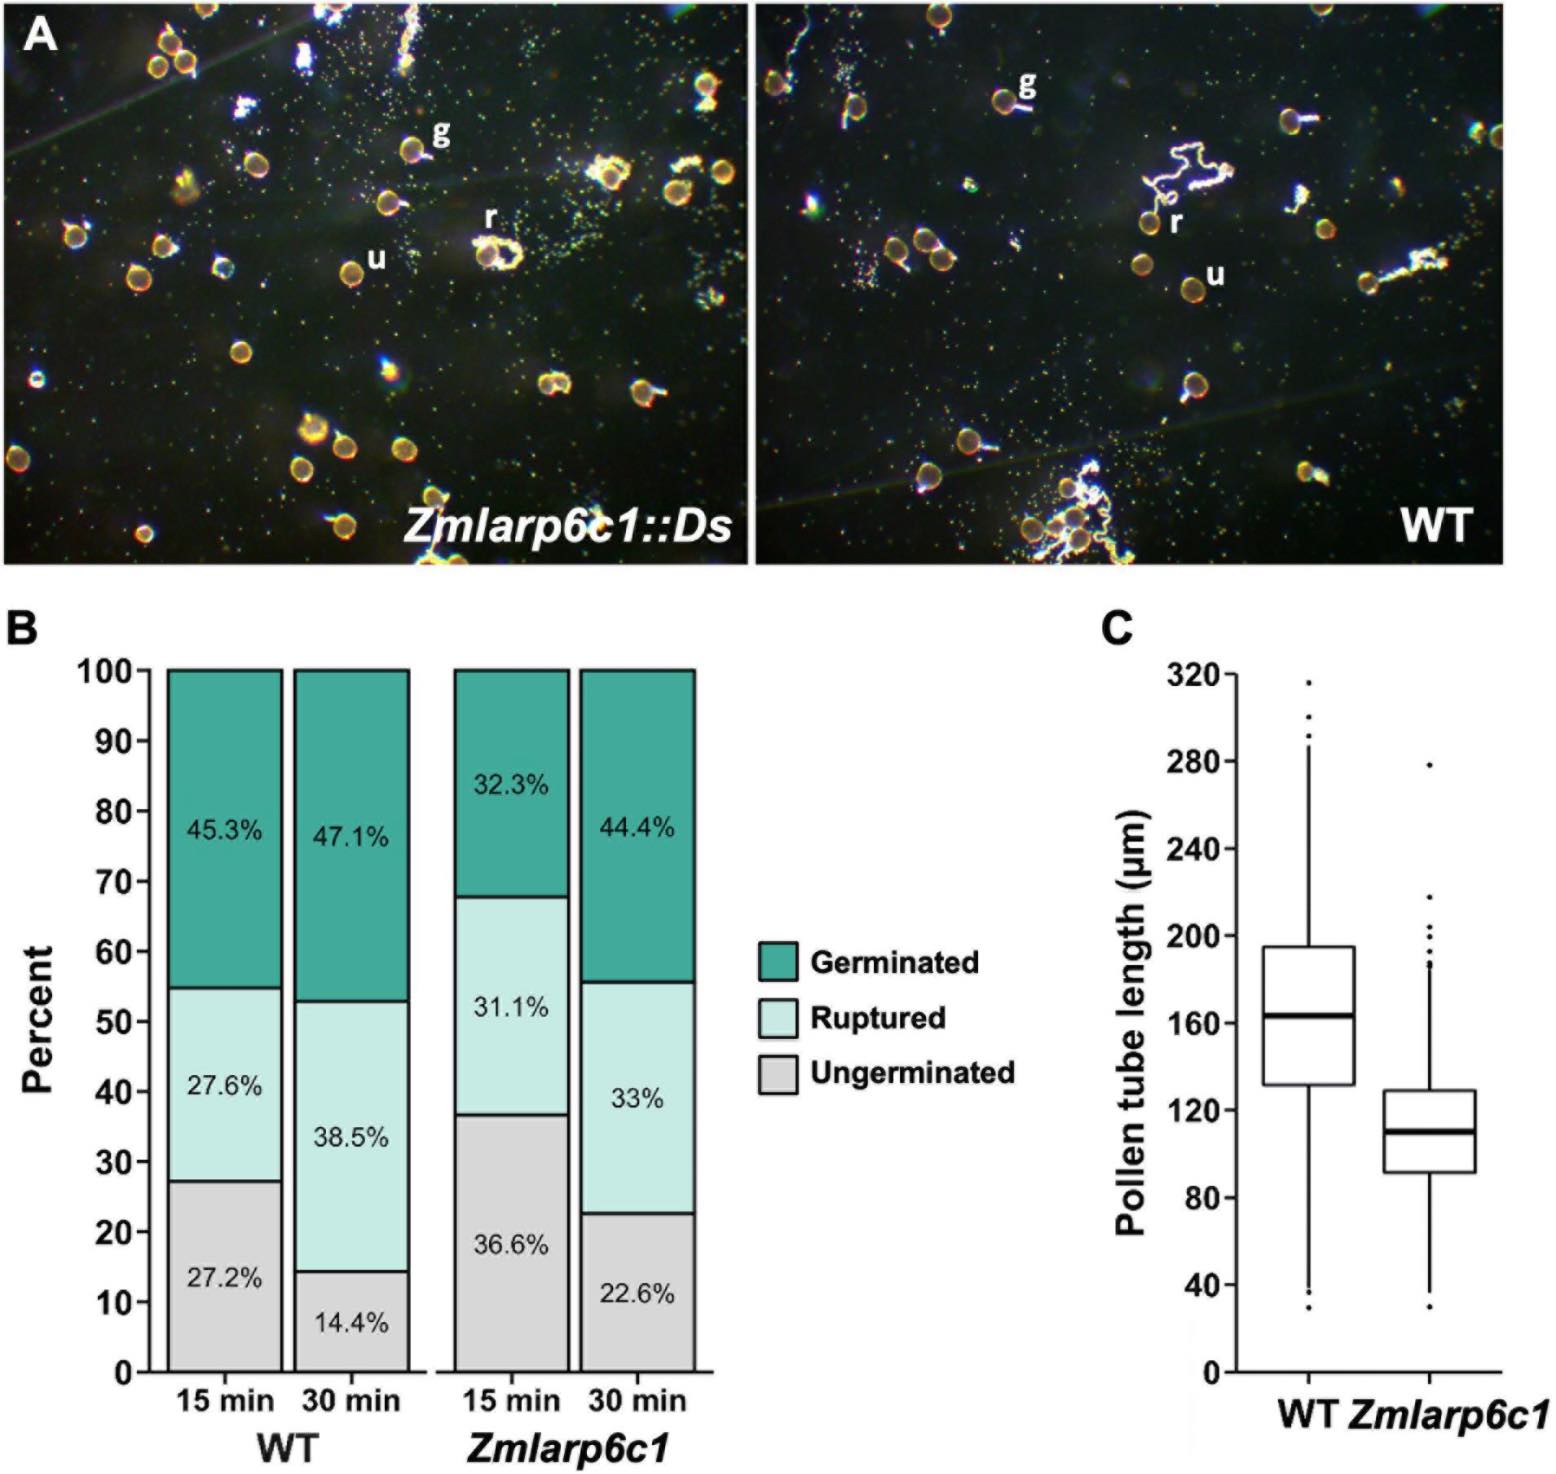 A
g
r
u
Zmlarp6c1::Ds
g
r
u
WT
B
Percent
100
90
80
70
60
50
40
30
20
10
0
45.3%
27.6%
27.2%
47.1%
38.5%
14.4%
32.3%
31.1%
36.6%
44.4%
33%
22.6%
15 min
30 min
15 min
30 min
WT
Zmlarp6c1
Germinated
Ruptured
Ungerminated
C
Pollen tube length (µm)
320
280
240
200
160
120
80
40
0
WT
Zmlarp6c1